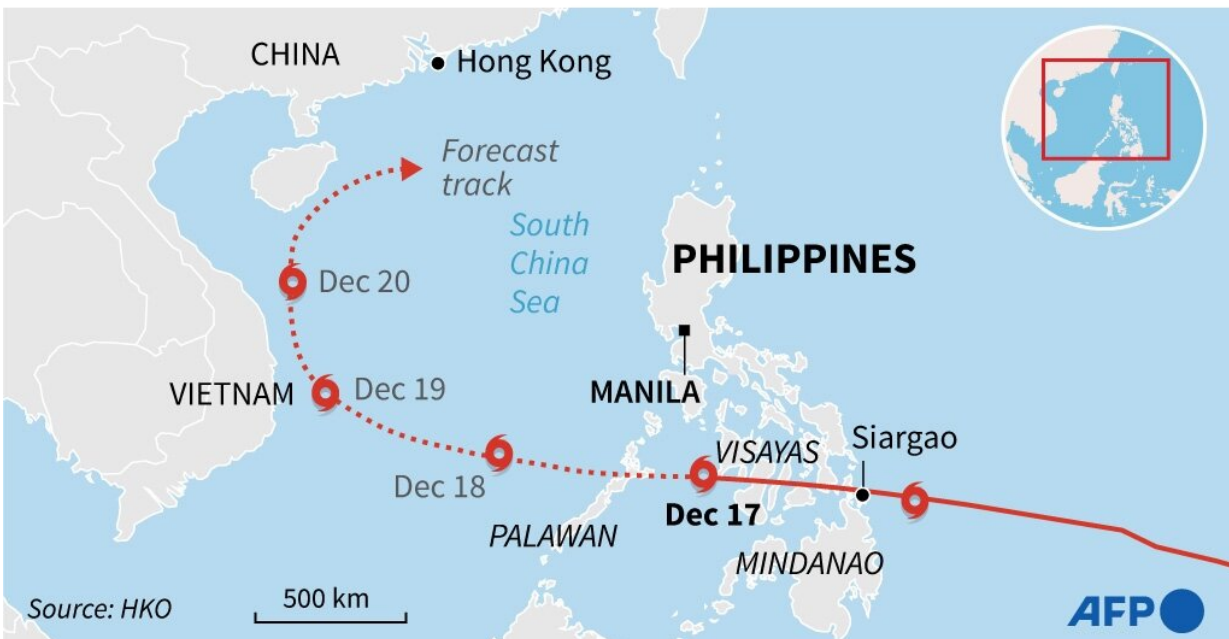 CHINA
Hong Kong
Forecast
track
South
China
Sea
PHILIPPINES
Dec 20
MANILA
VIETNAM
Dec 19
VISAYAS
Siargao
Dec 18
Dec 17
PALAWAN
MINDANAO
Source: HKO
500 km
AFP